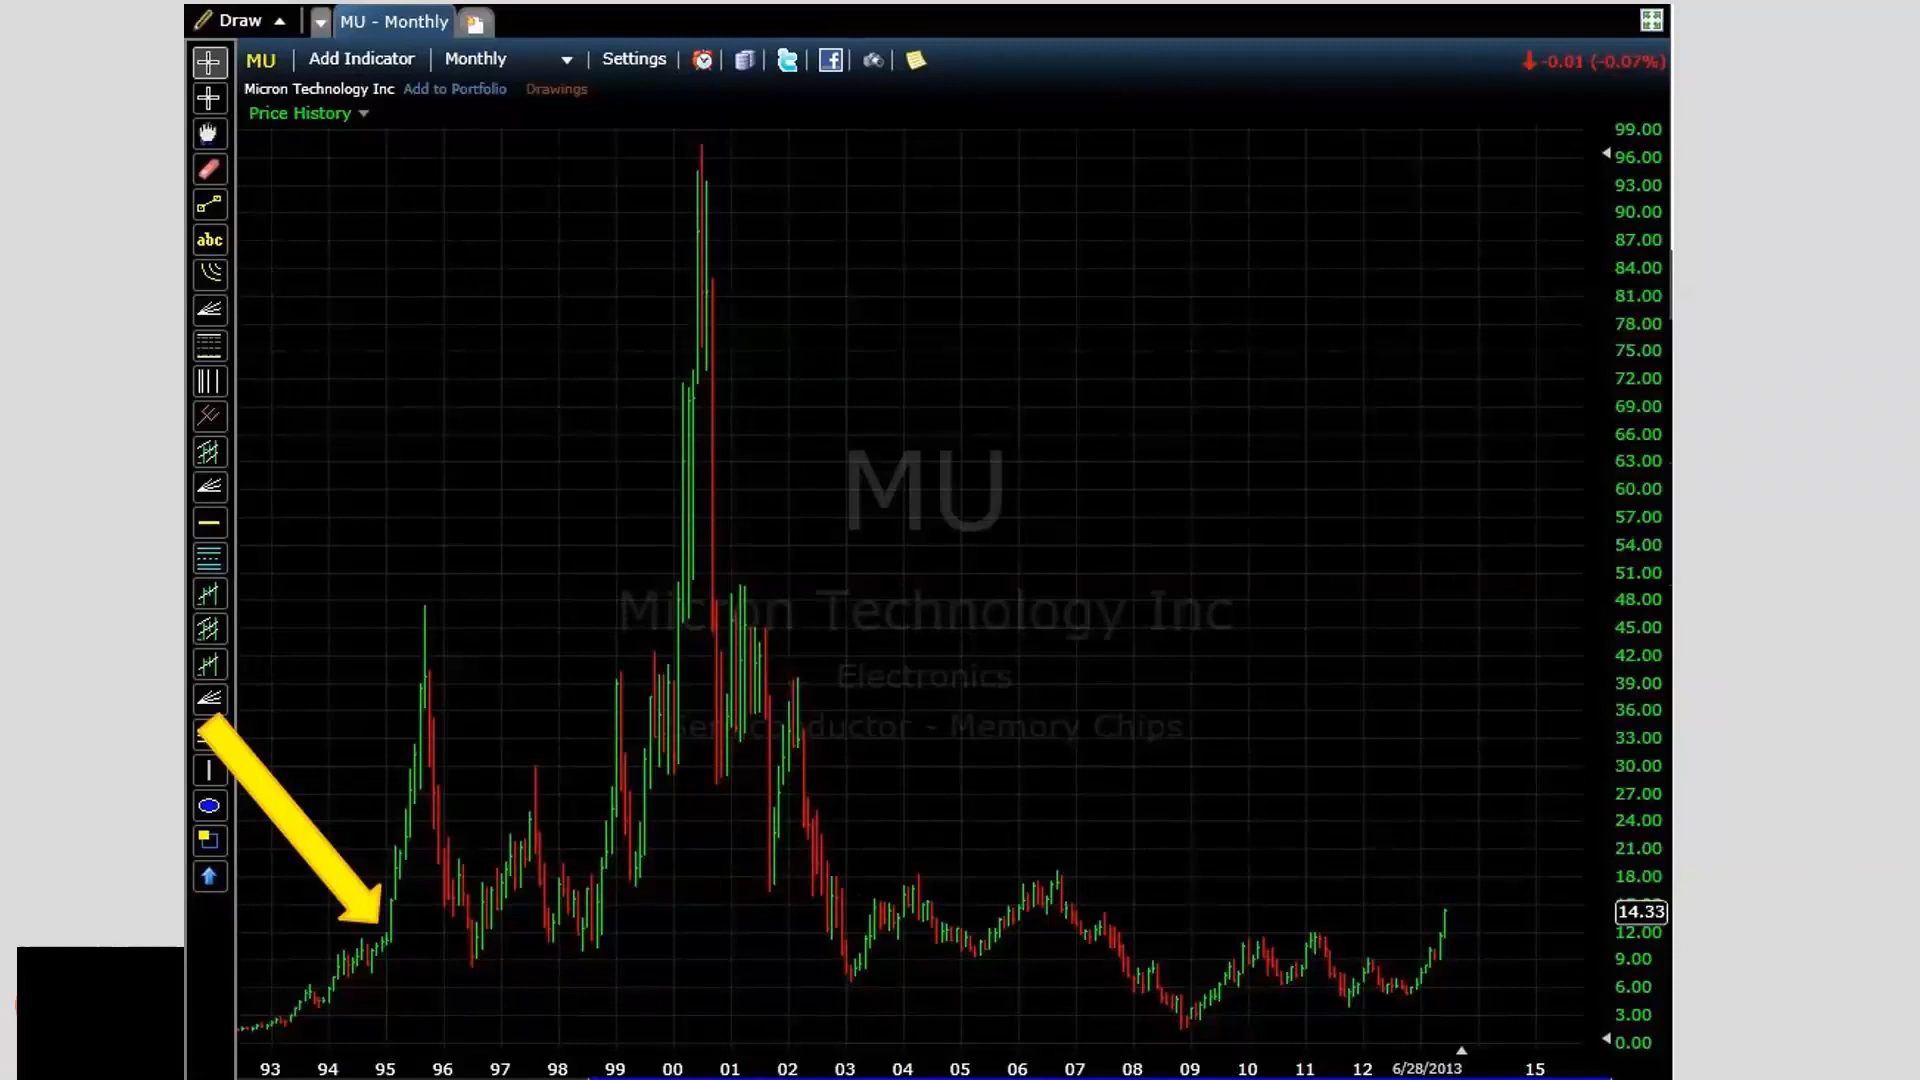 Draw
MU - Monthly
MU
Add Indicator
Monthly
Settings
-0.01 (-0.07%)
Micron Technology Inc Add to Portfolio Drawings
Price History
abc
99.00
96.00
93.00
90.00
87.00
84.00
81.00
78.00
75.00
72.00
69.00
66.00
63.00
60.00
57.00
54.00
51.00
48.00
45.00
42.00
39.00
36.00
33.00
30.00
27.00
24.00
21.00
18.00
14.33
12.00
9.00
6.00
3.00
0.00
MU
Micron Technology Inc
Electronics
Semiconductor - Memory Chips
93 94 95 96 97 98 99 00 01 02 03 04 05 06 07 08 09 10 11 12 6/28/2013 15